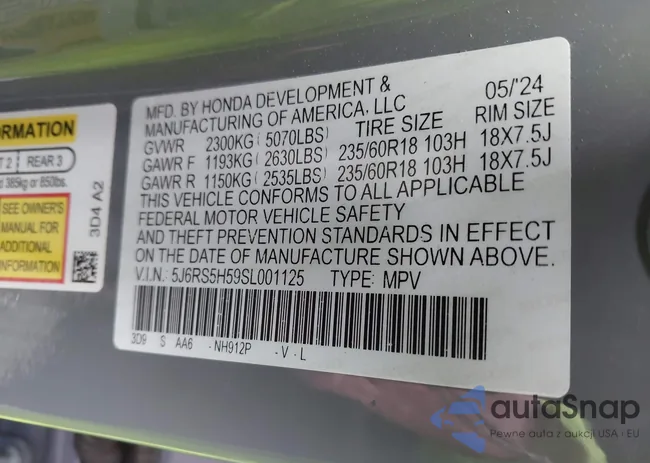 MFD. BY HONDA DEVELOPMENT & 05/'24
MANUFACTURING OF AMERICA, LLC
GVWR 2300KG( 5070LBS) TIRE SIZE RIM SIZE
GAWR F 1193KG( 2630LBS) 235/60R18 103H 18X7.5J
GAWR R 1150KG( 2535LBS) 235/60R18 103H 18X7.5J
THIS VEHICLE CONFORMS TO ALL APPLICABLE
FEDERAL MOTOR VEHICLE SAFETY
AND THEFT PREVENTION STANDARDS IN EFFECT
ON THE DATE OF MANUFACTURE SHOWN ABOVE.
V.I.N: 5J6RS5H59SL001125 TYPE: MPV
3D9 S AA6 -NH912P -V-L
ORMATION
T 2 REAR 3
d 385kg or 850lbs.
SEE OWNER'S
MANUAL FOR
ADDITIONAL
INFORMATION
3D4 A2
autoSnap
Pewne auta z aukcji USA i EU